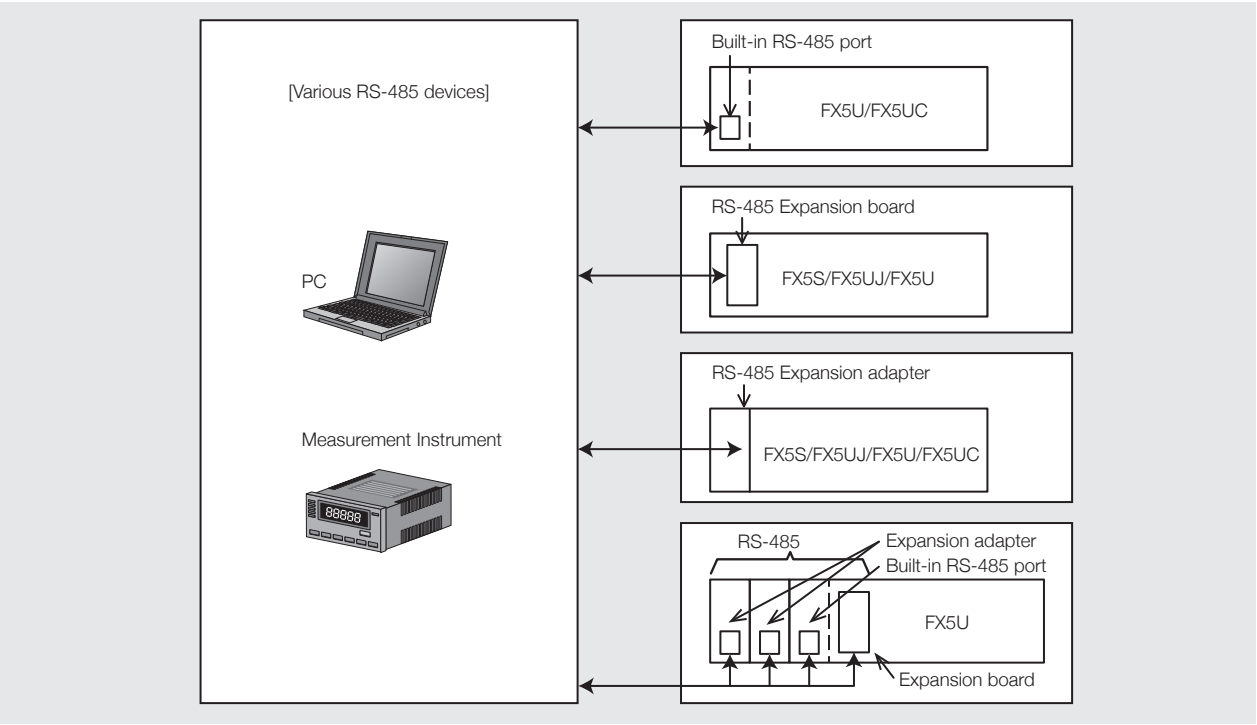 [Various RS-485 devices]
PC
Measurement Instrument
88888
Built-in RS-485 port
FX5U/FX5UC
RS-485 Expansion board
FX5S/FX5UJ/FX5U
RS-485 Expansion adapter
FX5S/FX5UJ/FX5U/FX5UC
RS-485
Expansion adapter
Built-in RS-485 port
FX5U
Expansion board